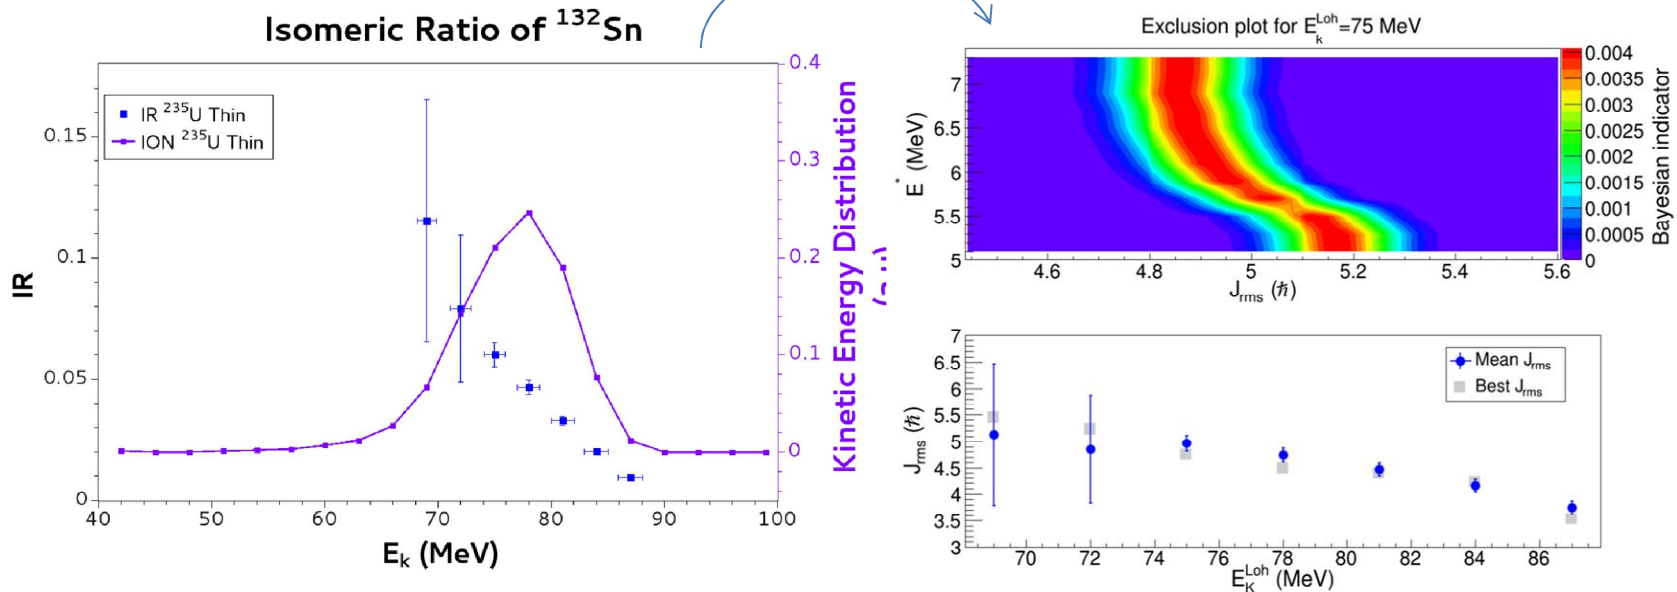 Isomeric Ratio of ¹³²Sn
IR ²³⁵U Thin
ION ²³⁵U Thin
IR
0.15
0.1
0.05
0
40 50 60 70 80 90 100
Eₖ (MeV)
0.4
0.3
0.2
0.1
0
Kinetic Energy Distribution
Exclusion plot for Eₖᴸᵒʰ=75 MeV
E* (MeV)
7
6.5
6
5.5
5
4.6 4.8 5 5.2 5.4 5.6
Jrms (ℏ)
0.004
0.0035
0.003
0.0025
0.002
0.0015
0.001
0.0005
0
Bayesian indicator
Mean Jrms
Best Jrms
Jrms (ℏ)
7
6.5
6
5.5
5
4.5
4
3.5
3
70 72 74 76 78 80 82 84 86
E_K^Loh (MeV)